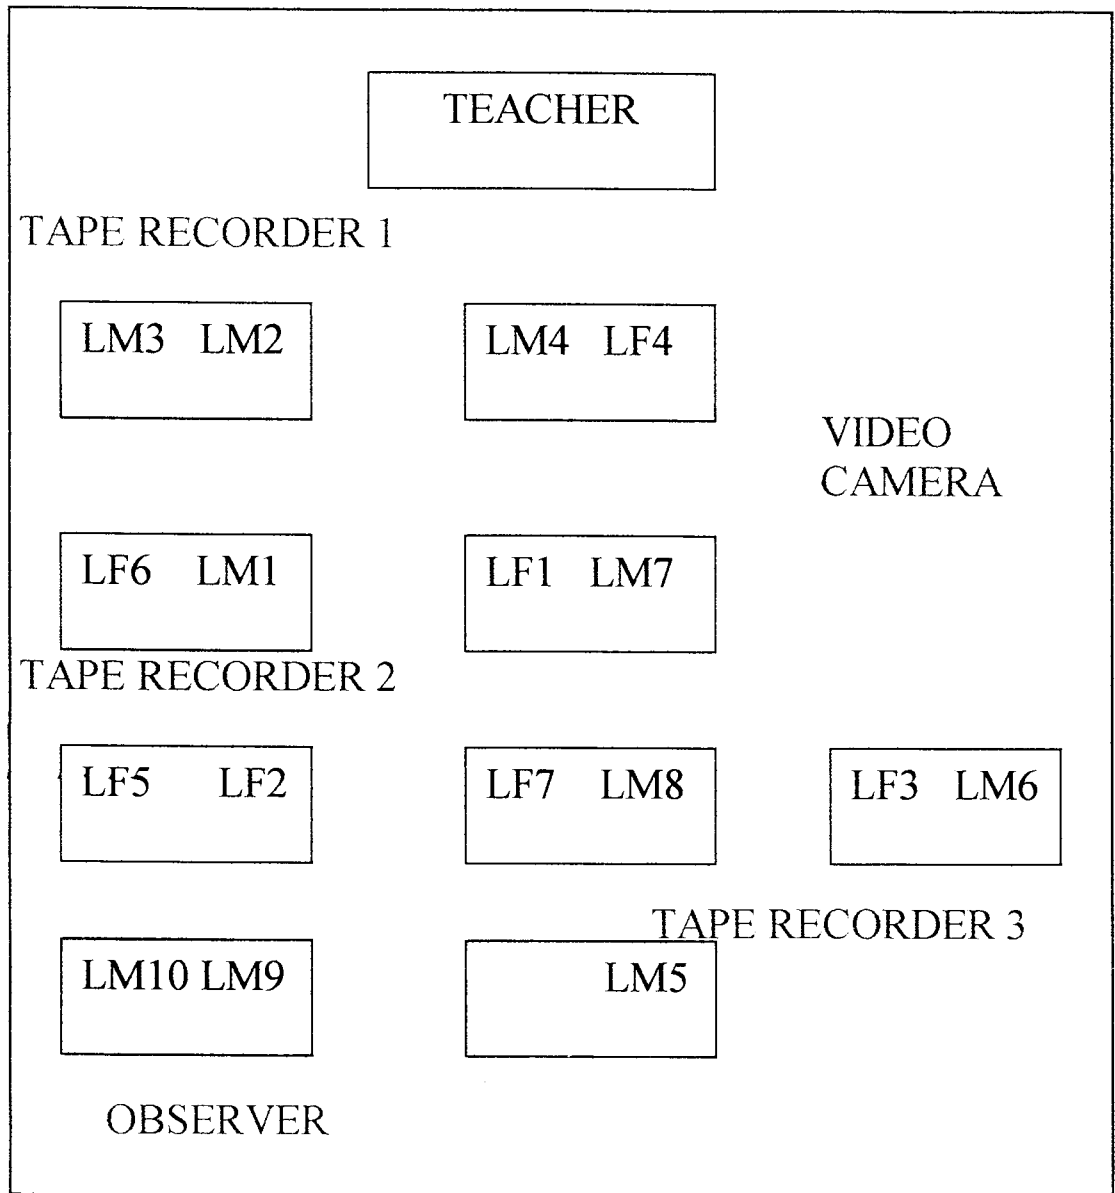 TEACHER
TAPE RECORDER 1
LM3 LM2
LM4 LF4
VIDEO
CAMERA
LF6 LM1
LF1 LM7
TAPE RECORDER 2
LF5 LF2
LF7 LM8
LF3 LM6
TAPE RECORDER 3
LM10 LM9
LM5
OBSERVER